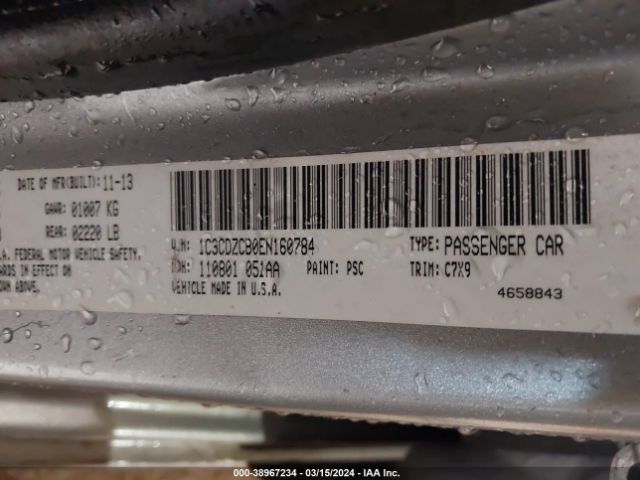 DATE OF MFR(BUILT): 11-13
GAWR: 01007 KG
REAR: 02220 LB
FEDERAL MOTOR VEHICLE SAFETY
IN EFFECT ON THE
ABOVE.
1C3CDZCB0EN160784 TYPE: PASSENGER CAR
110801 051AA PAINT: PSC TRIM: C7X9
VEHICLE MADE IN U.S.A.
4658843
000-38967234 - 03/15/2024 - IAA Inc.